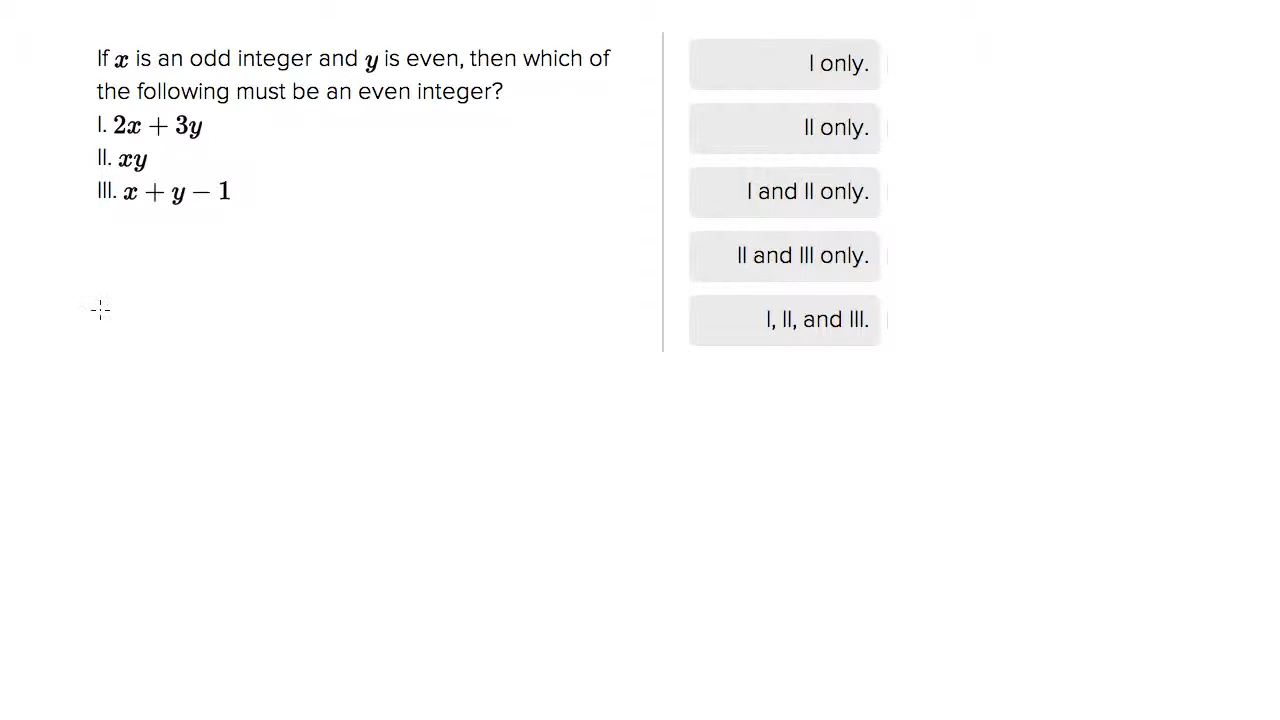 If x is an odd integer and y is even, then which of
the following must be an even integer?
I. 2x + 3y
II. xy
III. x + y − 1
I only.
II only.
I and II only.
II and III only.
I, II, and III.